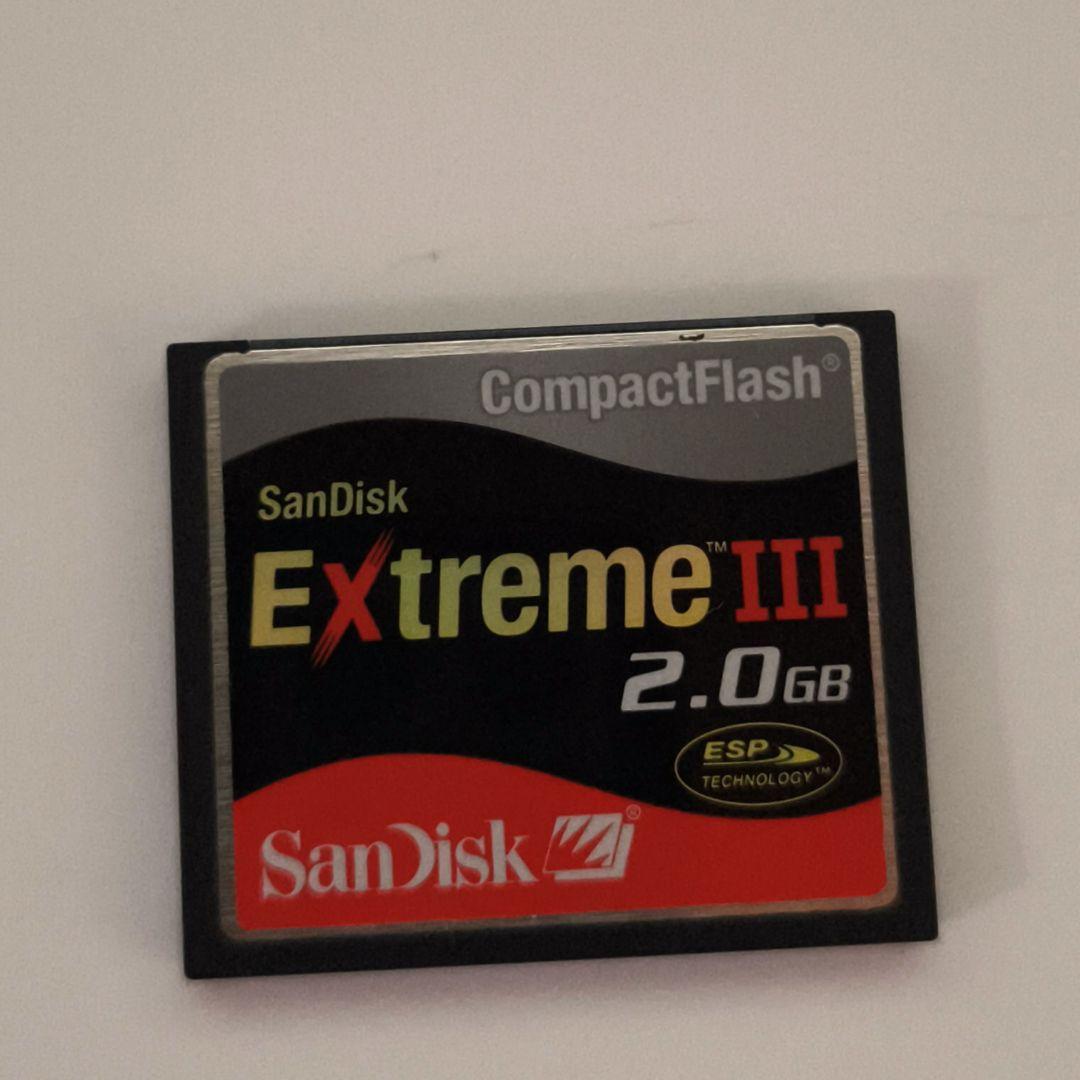 CompactFlash®
SanDisk
Extreme™ III
2.0GB
ESP
TECHNOLOGY™
SanDisk®